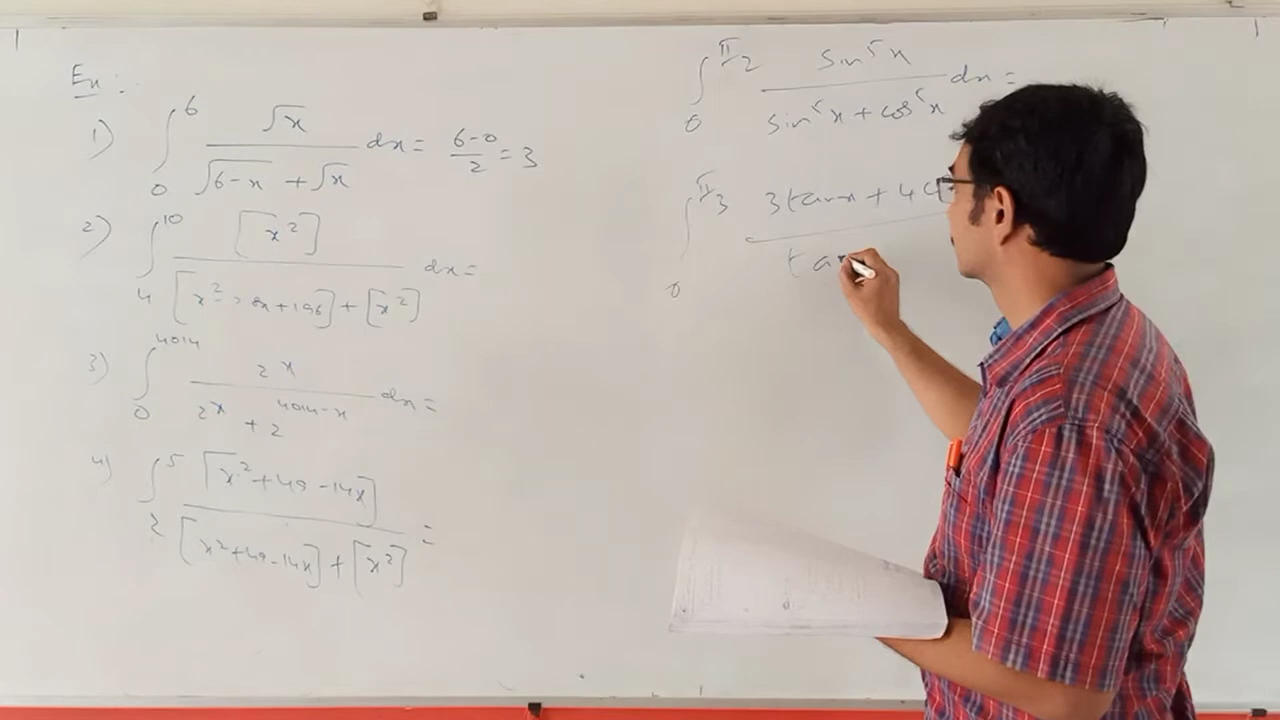 Ex :
1) ∫₀⁶ √x / (√(6-x) + √x) dx = (6-0)/2 = 3
2) ∫₄¹⁰ [x²] / ([x² - 28x + 196] + [x²]) dx =
3) ∫₀⁴⁰¹⁴ 2ˣ / (2ˣ + 2⁴⁰¹⁴⁻ˣ) dx =
4) ∫₂⁵ [x² + 49 - 14x] / ([x² + 49 - 14x] + [x²]) =
∫₀^(π/2) sin⁵x / (sin⁵x + cos⁵x) dx =
∫₀^(π/3) 3tanx + 4 / tan